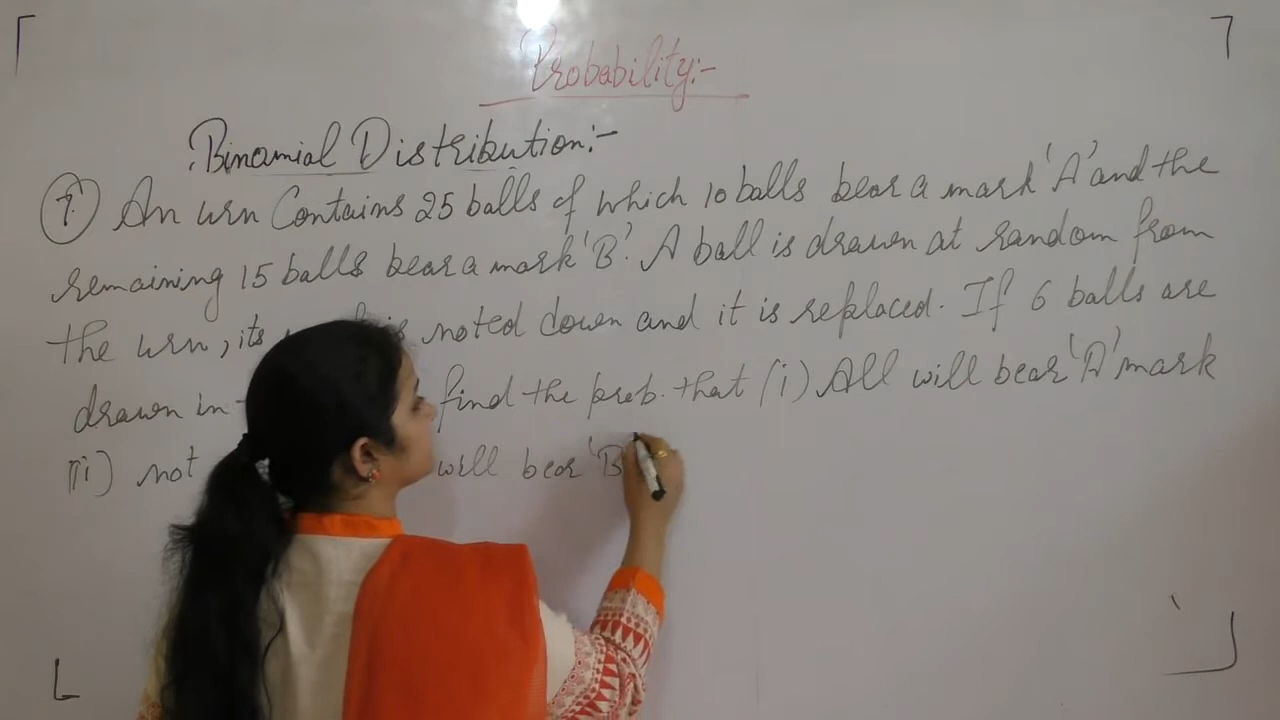 Probability:-
Binamial Distribution:-
9. An urn Contains 25 balls of which 10 balls bear a mark 'A' and the
remaining 15 balls bear a mark 'B'. A ball is drawn at random from
the urn, its is noted down and it is replaced. If 6 balls are
drawn in find the prob. that (i) All will bear 'A' mark
(ii) not will bear 'B